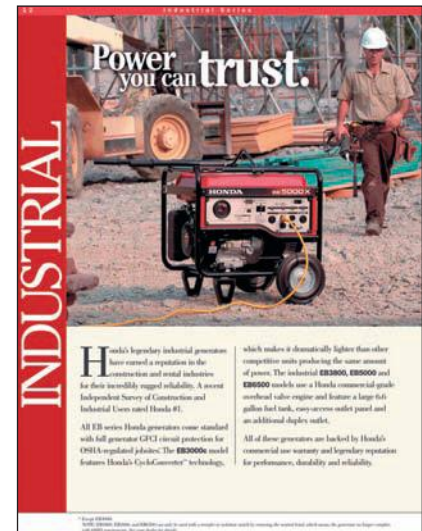 10
Industrial Series
Power
you can trust.
INDUSTRIAL
HONDA
EB 5000 X
Honda's legendary industrial generators
have earned a reputation in the
construction and rental industries
for their incredibly rugged reliability. A recent
Independent Survey of Construction and
Industrial Users rated Honda #1.
All EB series Honda generators come standard
with full generator GFCI circuit protection for
OSHA-regulated jobsites. The EB3000c model
features Honda's CycloConverter™ technology,
which makes it dramatically lighter than other
competitive units producing the same amount
of power. The industrial EB3800, EB5000 and
EB6500 models use a Honda commercial-grade
overhead valve engine and feature a large 6.6
gallon fuel tank, easy-access outlet panel and
an additional duplex outlet.
All of these generators are backed by Honda's
commercial use warranty and legendary reputation
for performance, durability and reliability.